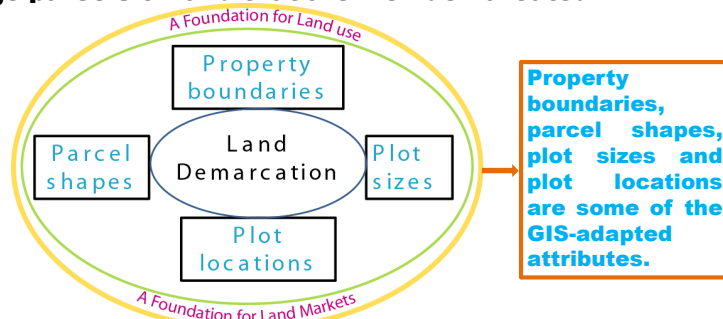 A Foundation for Land use
Property
boundaries
Parcel
shapes
Land
Demarcation
Plot
sizes
Plot
locations
A Foundation for Land Markets
Property
boundaries,
parcel shapes,
plot sizes and
plot locations
are some of the
GIS-adapted
attributes.